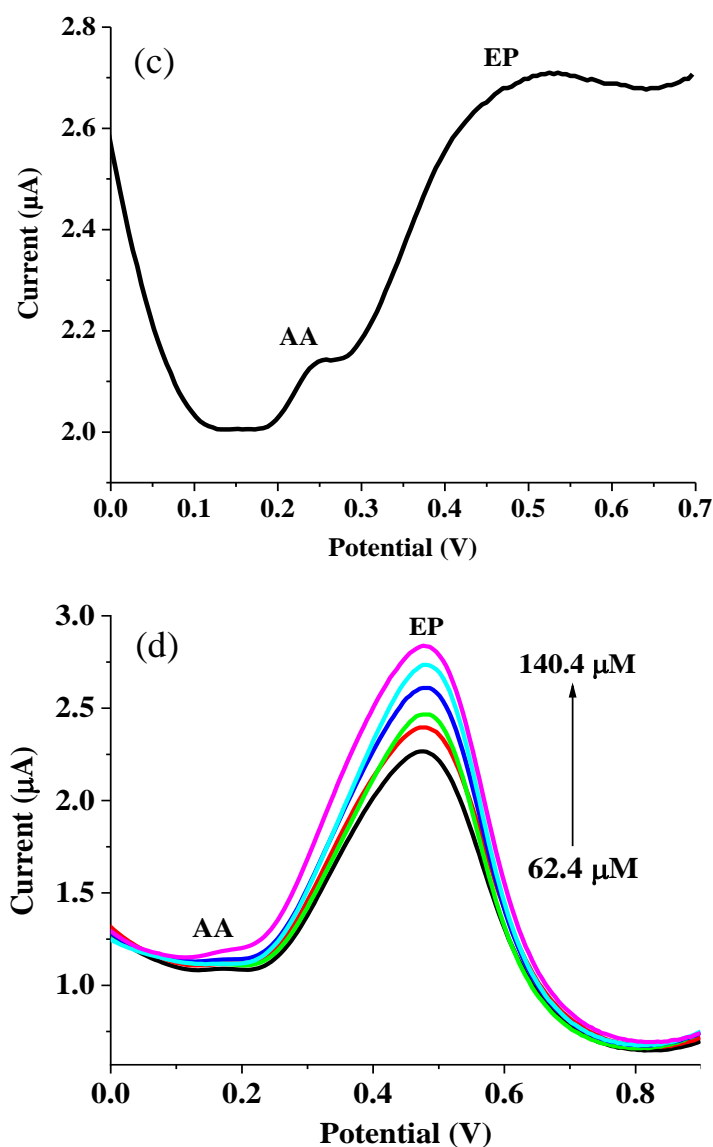 (c)
EP
AA
Current (µA)
2.8
2.6
2.4
2.2
2.0
0.0 0.1 0.2 0.3 0.4 0.5 0.6 0.7
Potential (V)
(d)
EP
140.4 µM
62.4 µM
AA
Current (µA)
3.0
2.5
2.0
1.5
1.0
0.0 0.2 0.4 0.6 0.8
Potential (V)